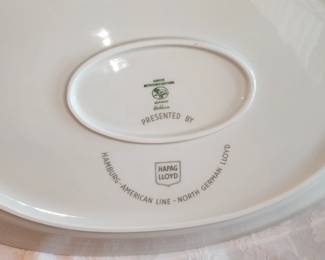 PRESENTED BY
HAPAG
LLOYD
HAMBURG-AMERICAN LINE - NORTH GERMAN LLOYD